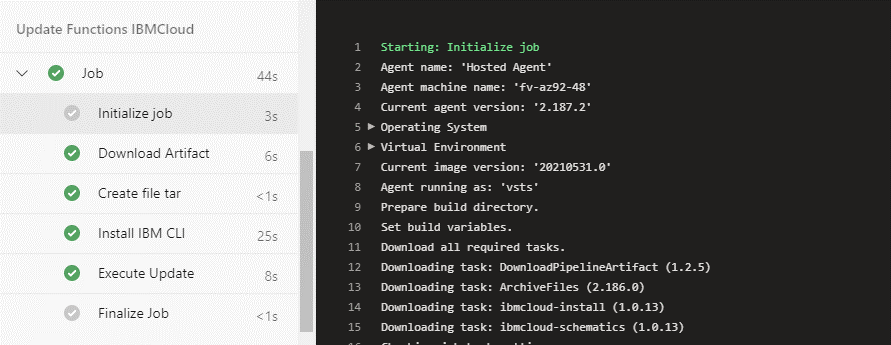 Update Functions IBMCloud
Job 44s
Initialize job 3s
Download Artifact 6s
Create file tar <1s
Install IBM CLI 25s
Execute Update 8s
Finalize Job <1s
1 Starting: Initialize job
2 Agent name: 'Hosted Agent'
3 Agent machine name: 'fv-az92-48'
4 Current agent version: '2.187.2'
5 Operating System
6 Virtual Environment
7 Current image version: '20210531.0'
8 Agent running as: 'vsts'
9 Prepare build directory.
10 Set build variables.
11 Download all required tasks.
12 Downloading task: DownloadPipelineArtifact (1.2.5)
13 Downloading task: ArchiveFiles (2.186.0)
14 Downloading task: ibmcloud-install (1.0.13)
15 Downloading task: ibmcloud-schematics (1.0.13)